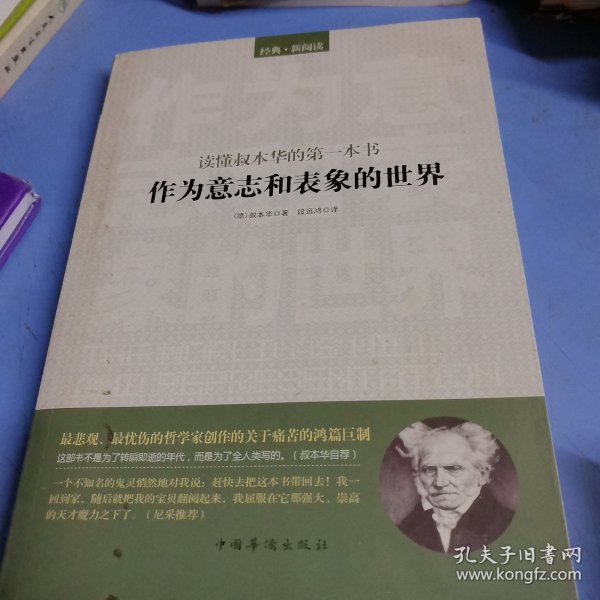 经典·新阅读
读懂叔本华的第一本书
作为意志和表象的世界
(德)叔本华◎著 段远鸿◎译
作为意
家的世界
最悲观、最忧伤的哲学家创作的关于痛苦的鸿篇巨制
这部书不是为了转瞬即逝的年代，而是为了全人类写的。（叔本华自荐）
一个不知名的鬼灵悄然地对我说：赶快去把这本书带回去！我一
回到家，随后就把我的宝贝翻阅起来，我屈服在它那强大、崇高
的天才魔力之下了。（尼采推荐）
中国华侨出版社
孔夫子旧书网
www.kongfz.com